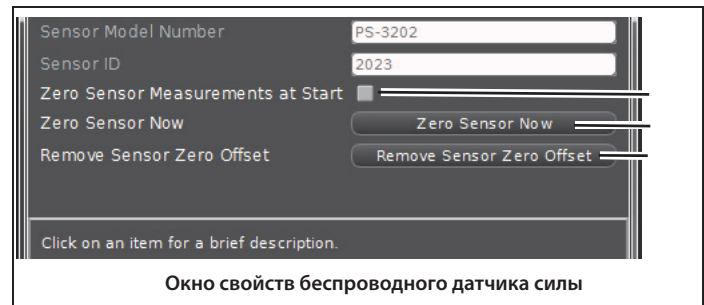 Sensor Model Number PS-3202
Sensor ID 2023
Zero Sensor Measurements at Start
Zero Sensor Now Zero Sensor Now
Remove Sensor Zero Offset Remove Sensor Zero Offset
Click on an item for a brief description.
Окно свойств беспроводного датчика силы